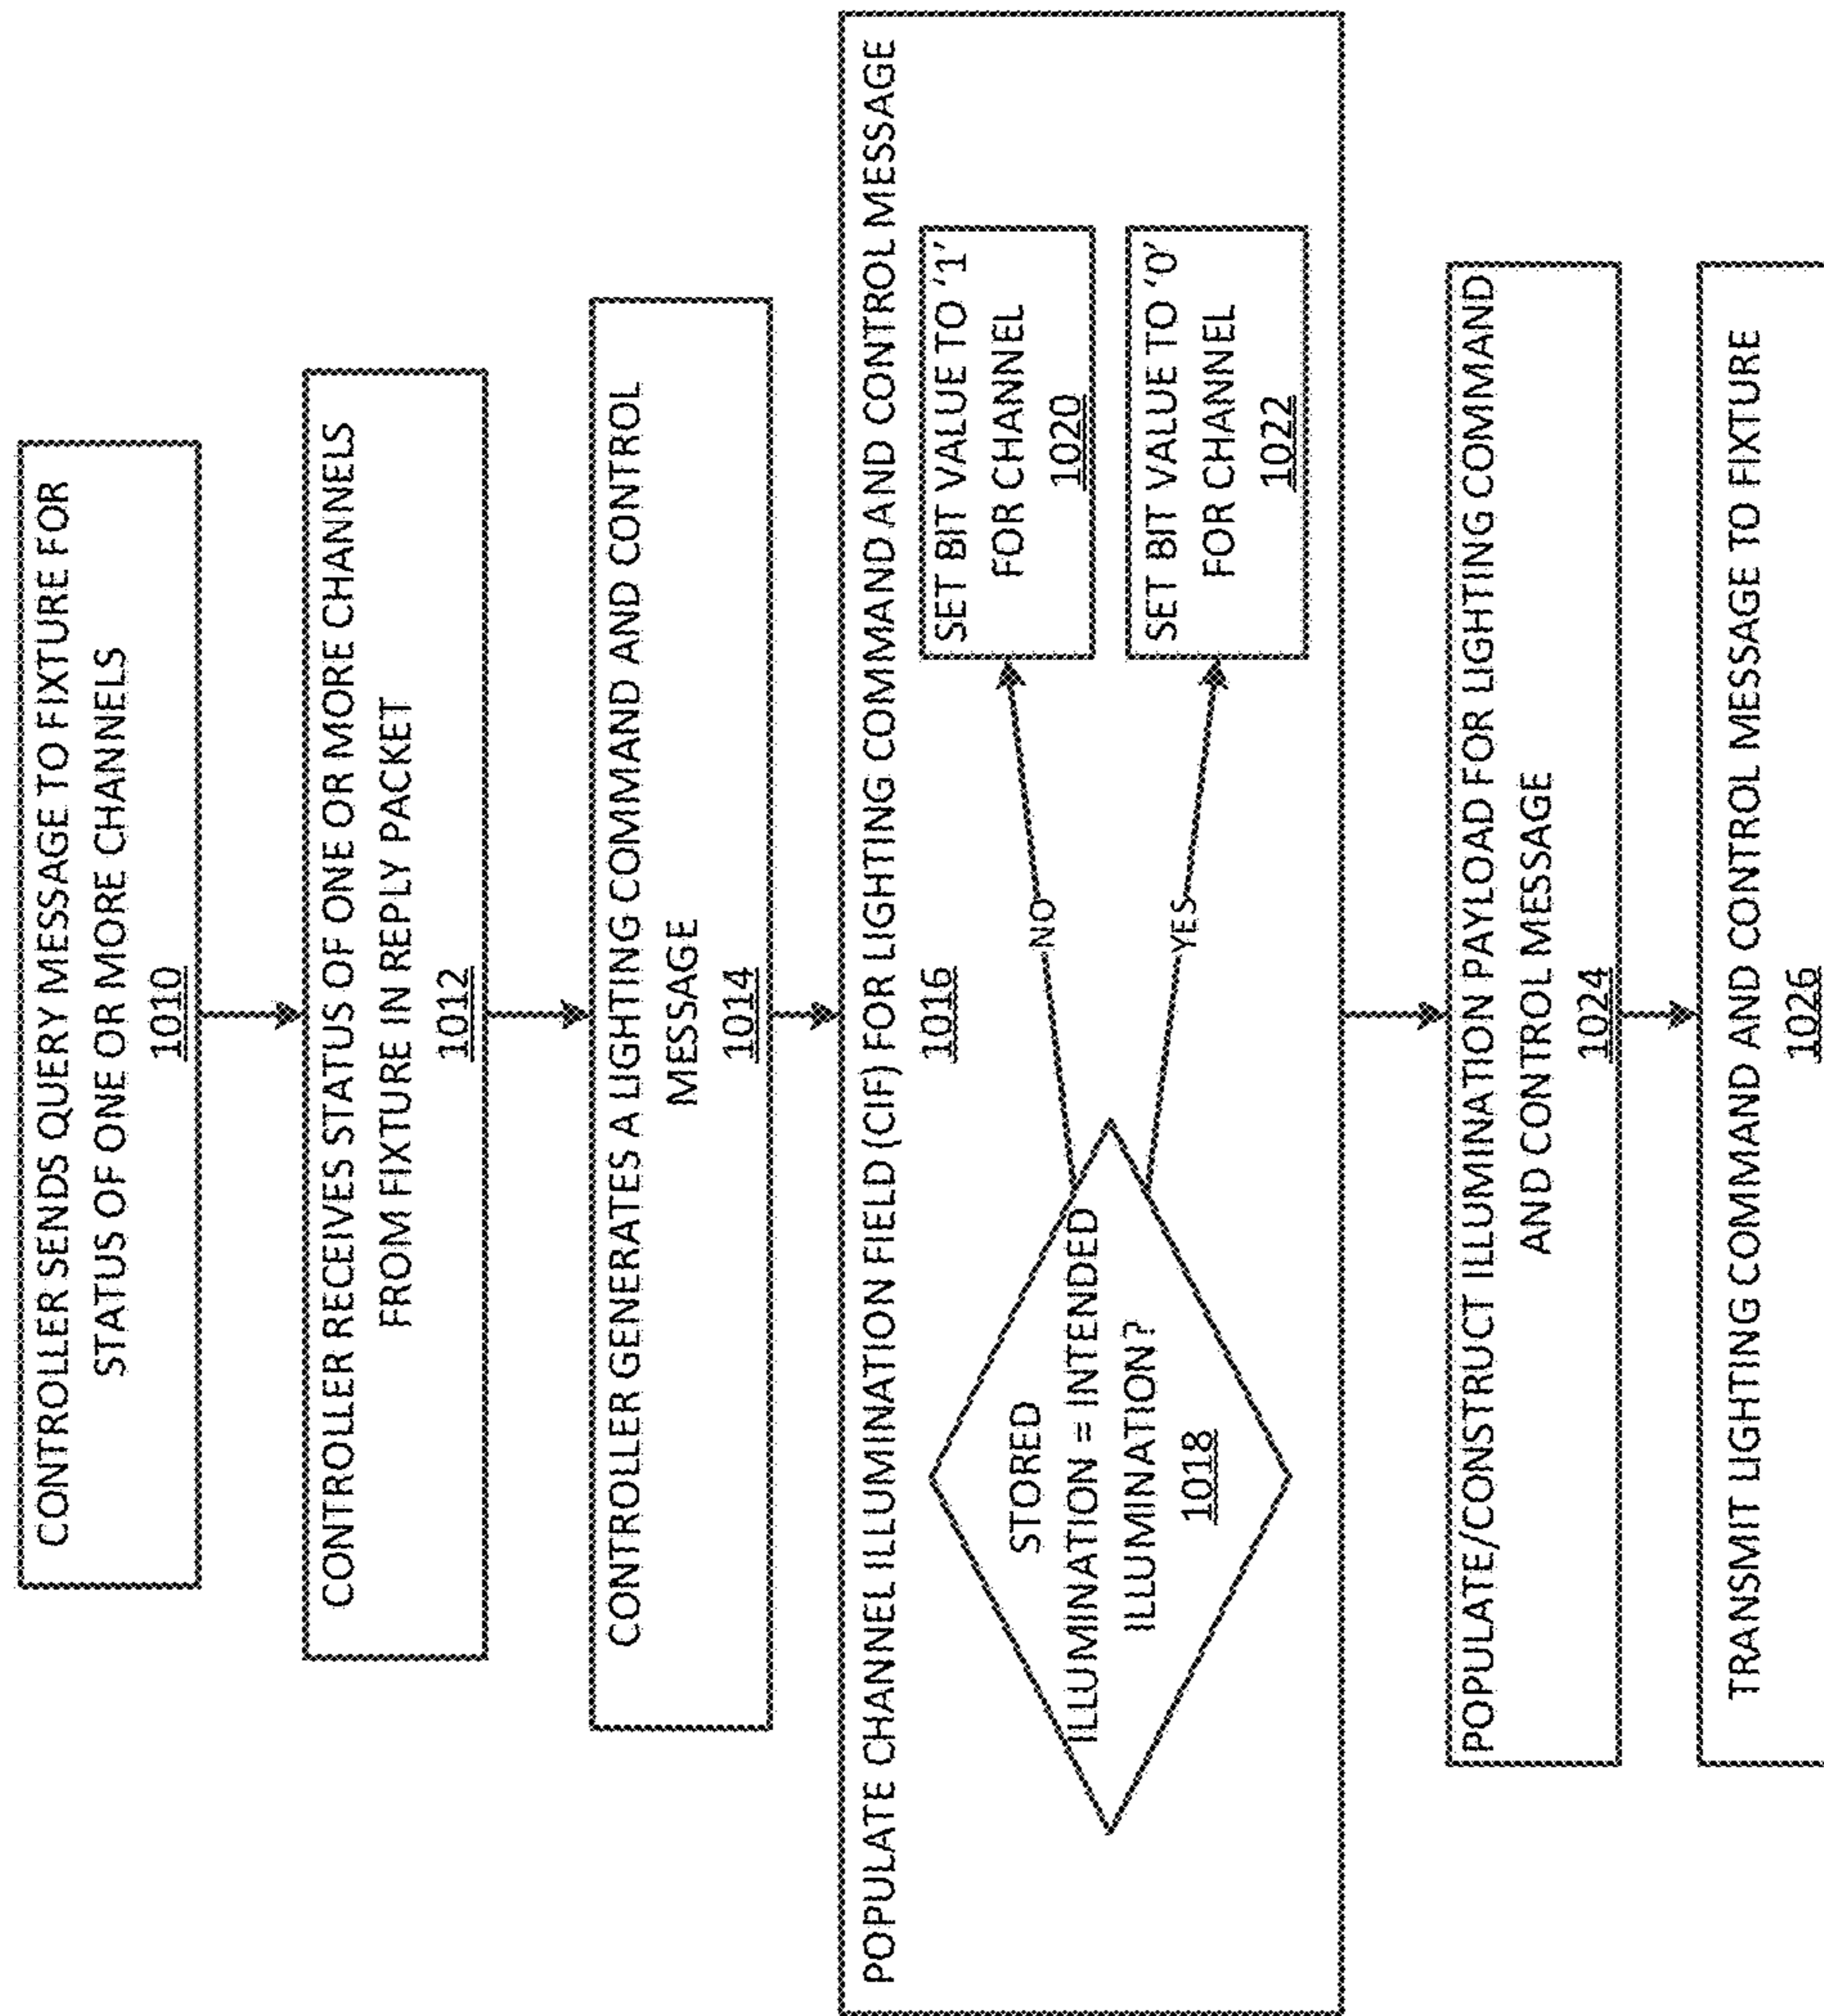 CONTROLLER SENDS QUERY MESSAGE TO FIXTURE FOR
STATUS OF ONE OR MORE CHANNELS
1010
CONTROLLER RECEIVES STATUS OF ONE OR MORE CHANNELS
FROM FIXTURE IN REPLY PACKET
1012
CONTROLLER GENERATES A LIGHTING COMMAND AND CONTROL
MESSAGE
1014
POPULATE CHANNEL ILLUMINATION FIELD (CIF) FOR LIGHTING COMMAND AND CONTROL MESSAGE
1016
STORED
ILLUMINATION = INTENDED
ILLUMINATION?
1018
NO
YES
SET BIT VALUE TO '1'
FOR CHANNEL
1020
SET BIT VALUE TO '0'
FOR CHANNEL
1022
POPULATE/CONSTRUCT ILLUMINATION PAYLOAD FOR LIGHTING COMMAND
AND CONTROL MESSAGE
1024
TRANSMIT LIGHTING COMMAND AND CONTROL MESSAGE TO FIXTURE
1026